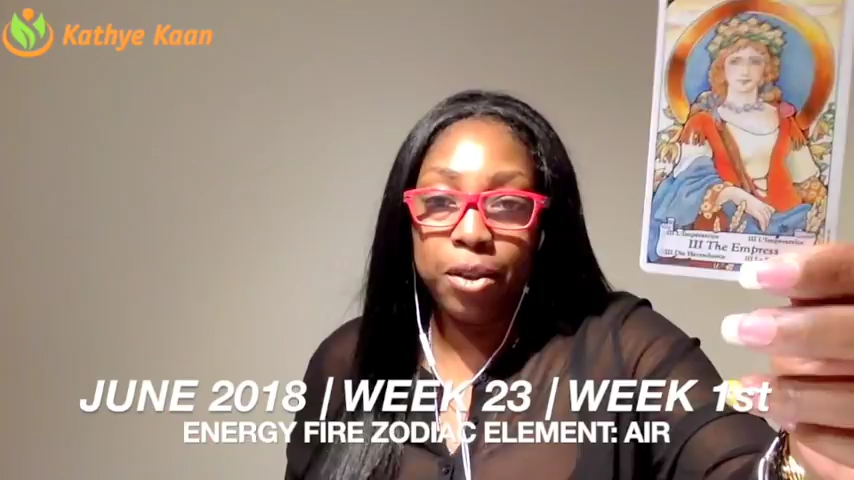 Kathye Kaan
III L'Impératrice
III L'Imperatriz
III The Empress
III Die Herrscherin
JUNE 2018 | WEEK 23 | WEEK 1st
ENERGY FIRE ZODIAC ELEMENT: AIR